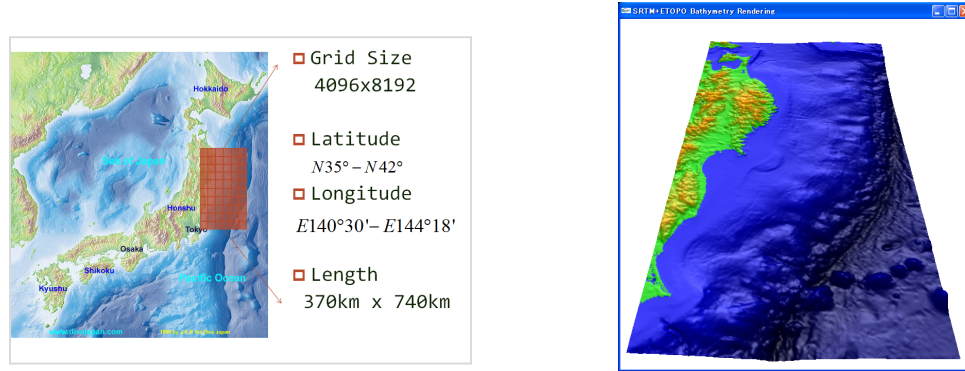 Hokkaido
Sea of Japan
Honshu
Tokyo
Osaka
Shikoku
Kyushu
Pacific Ocean
Grid Size
4096x8192
Latitude
N35° – N42°
Longitude
E140°30'– E144°18'
Length
370km x 740km
SRTM+ETOPO Bathymetry Rendering